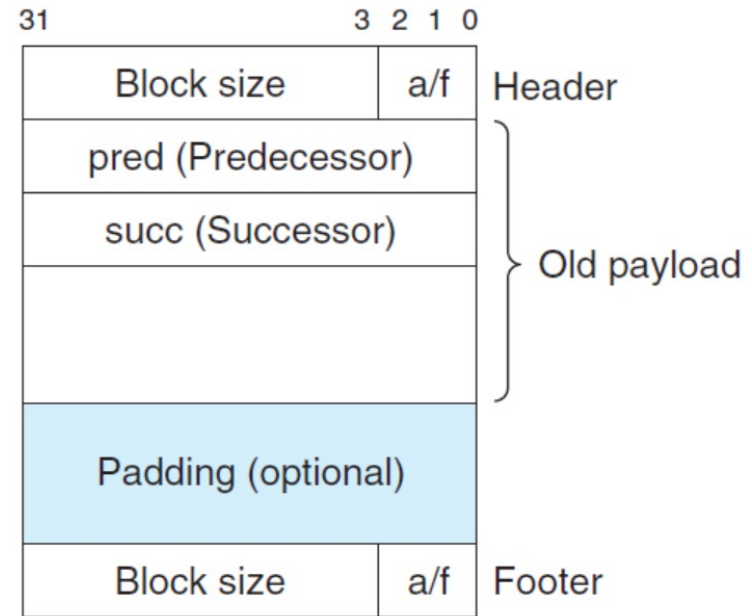 31 3 2 1 0
Block size a/f Header
pred (Predecessor)
succ (Successor)
Old payload
Padding (optional)
Block size a/f Footer